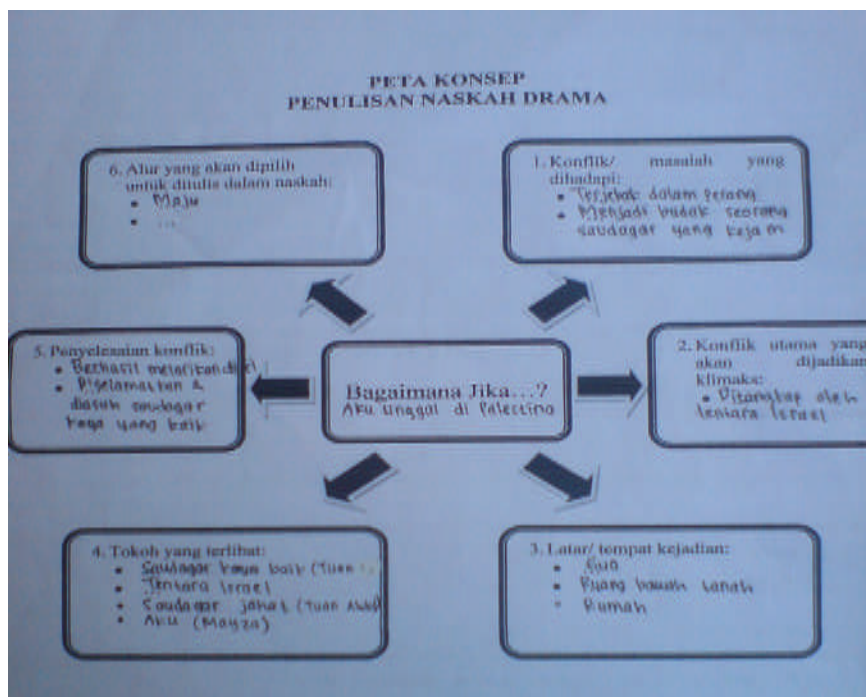 PETA KONSEP
PENULISAN NASKAH DRAMA
6. Alur yang akan dipilih
untuk ditulis dalam naskah:
• Maju
• ...
1. Konflik/ masalah yang
dihadapi:
• Terjebak dalam perang
• Menjadi budak seorang
saudagar yang kejam
5. Penyelesaian konflik:
• Berhasil melarikan diri
• Diselamatkan &
diasuh saudagar
kaya yang baik
Bagaimana Jika...?
Aku tinggal di Palestina
2. Konflik utama yang
akan dijadikan
klimaks:
• Ditangkap oleh
tentara Israel
4. Tokoh yang terlibat:
• Saudagar kaya baik (Tuan
• Tentara Israel
• Saudagar jahat (Tuan
• Aku (Mayza)
3. Latar/ tempat kejadian:
• Gua
• Ruang bawah tanah
• Rumah